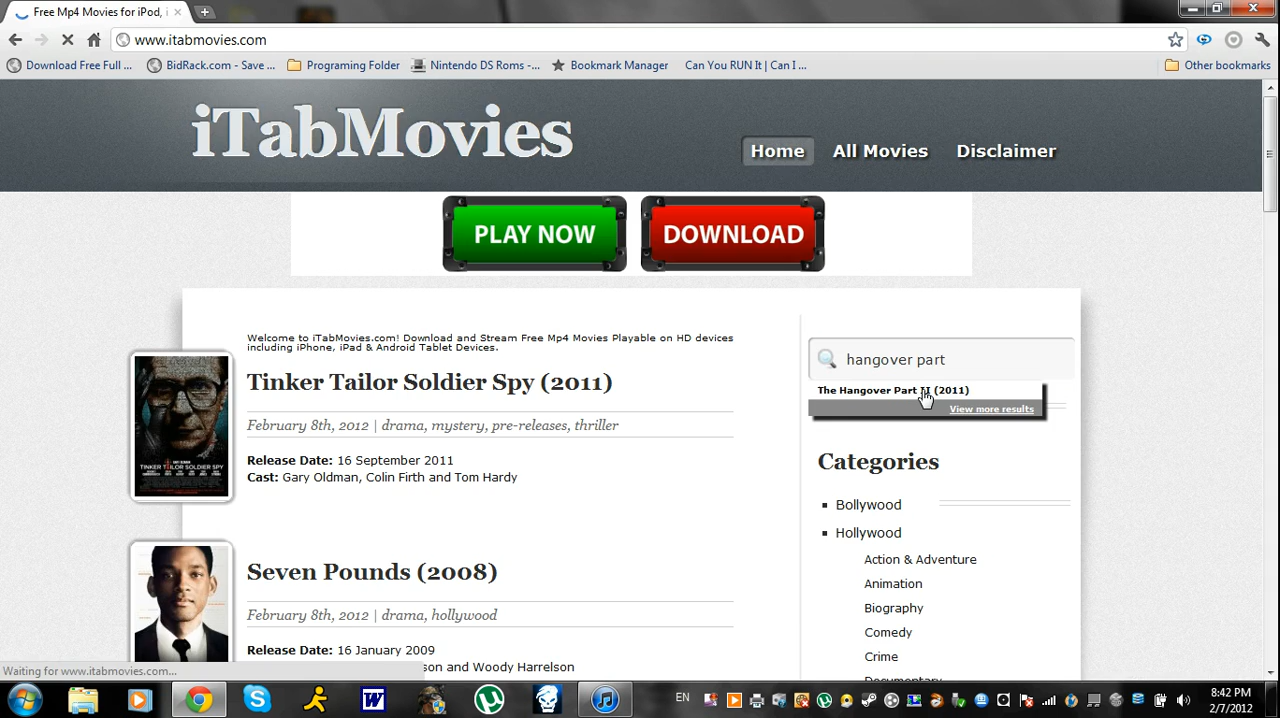 Free Mp4 Movies for iPod, i
www.itabmovies.com
Download Free Full ...
BidRack.com - Save ...
Programing Folder
Nintendo DS Roms -...
Bookmark Manager
Can You RUN It | Can I ...
Other bookmarks
iTabMovies
Home
All Movies
Disclaimer
PLAY NOW
DOWNLOAD
Welcome to iTabMovies.com! Download and Stream Free Mp4 Movies Playable on HD devices
including iPhone, iPad & Android Tablet Devices.
Tinker Tailor Soldier Spy (2011)
February 8th, 2012 | drama, mystery, pre-releases, thriller
Release Date: 16 September 2011
Cast: Gary Oldman, Colin Firth and Tom Hardy
TINKER TAILOR SOLDIER SPY
Seven Pounds (2008)
February 8th, 2012 | drama, hollywood
Release Date: 16 January 2009
son and Woody Harrelson
hangover part
The Hangover Part II (2011)
View more results
Categories
Bollywood
Hollywood
Action & Adventure
Animation
Biography
Comedy
Crime
Documentary
Waiting for www.itabmovies.com...
EN
8:42 PM
2/7/2012